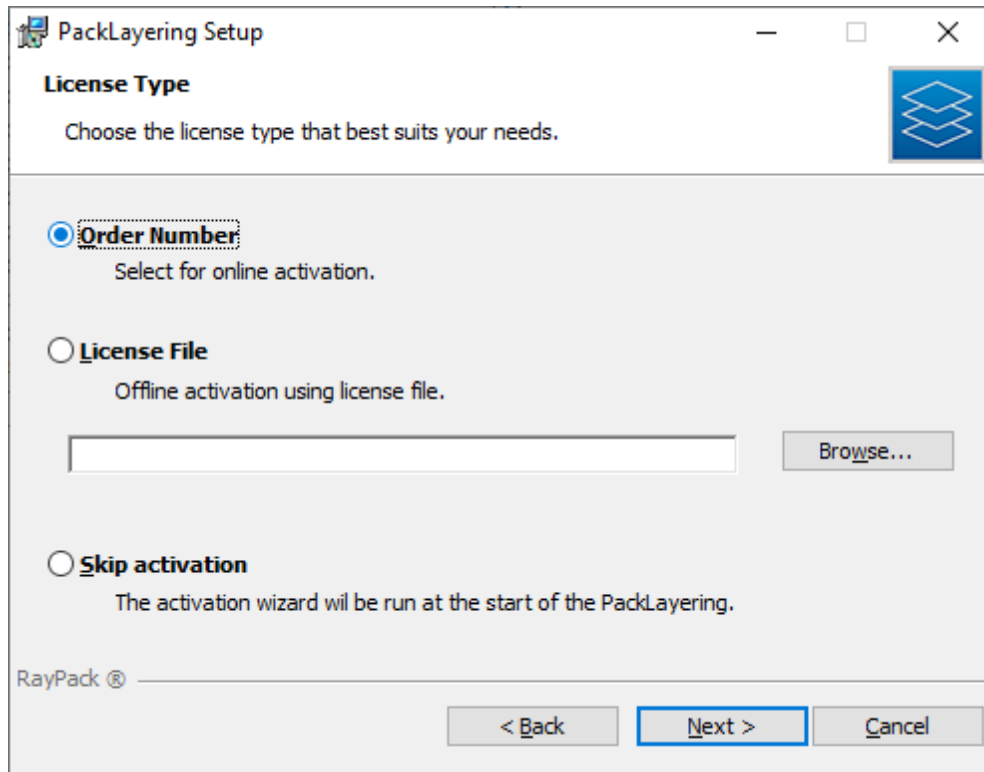 PackLayering Setup
License Type
Choose the license type that best suits your needs.
Order Number
Select for online activation.
License File
Offline activation using license file.
Browse...
Skip activation
The activation wizard wil be run at the start of the PackLayering.
RayPack ®
< Back Next > Cancel